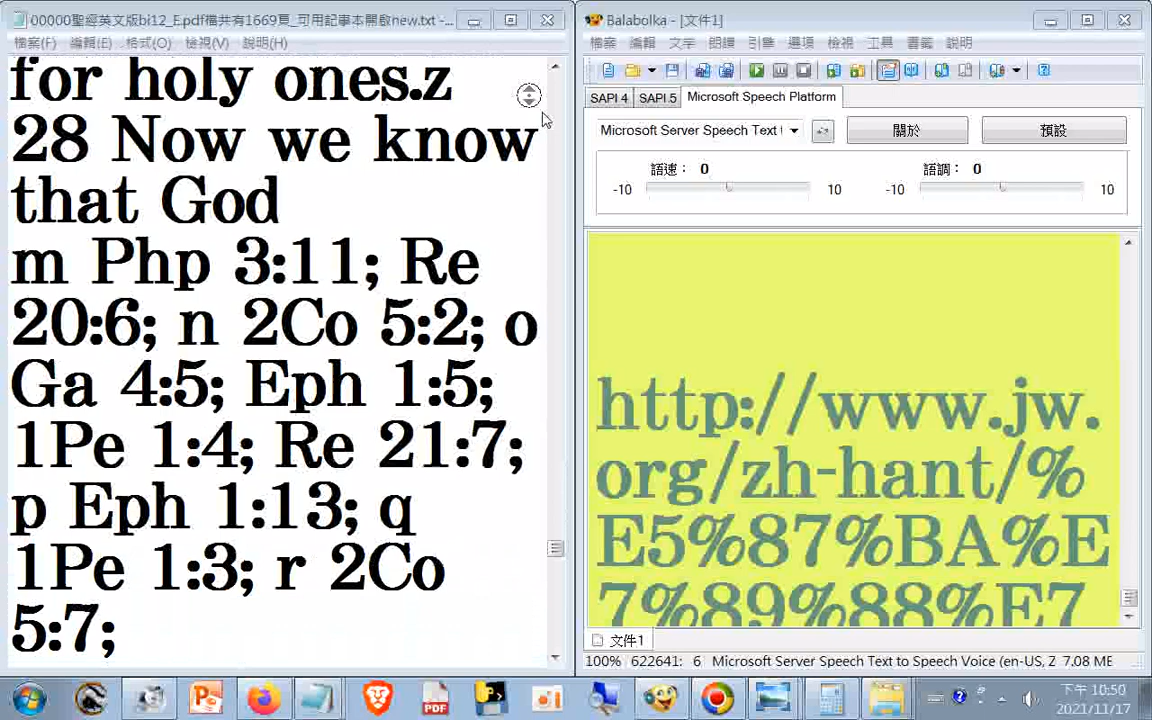 00000聖經英文版bi12_E.pdf檔共有1669頁_可用記事本開啟new.txt -...
檔案(F) 編輯(E) 格式(O) 檢視(V) 說明(H)
for holy ones.z
28 Now we know
that God
m Php 3:11; Re
20:6; n 2Co 5:2; o
Ga 4:5; Eph 1:5;
1Pe 1:4; Re 21:7;
p Eph 1:13; q
1Pe 1:3; r 2Co
5:7;
Balabolka - [文件1]
檔案 編輯 文字 朗讀 引擎 選項 檢視 工具 書籤 說明
SAPI 4 SAPI 5 Microsoft Speech Platform
Microsoft Server Speech Text t 關於 預設
語速： 0 語調： 0
-10 10 -10 10
http://www.jw.
org/zh-hant/%
E5%87%BA%E
7%89%88%E7
文件1
100% 622641: 6 Microsoft Server Speech Text to Speech Voice (en-US, Z 7.08 ME
PDF
下午 10:50
2021/11/17